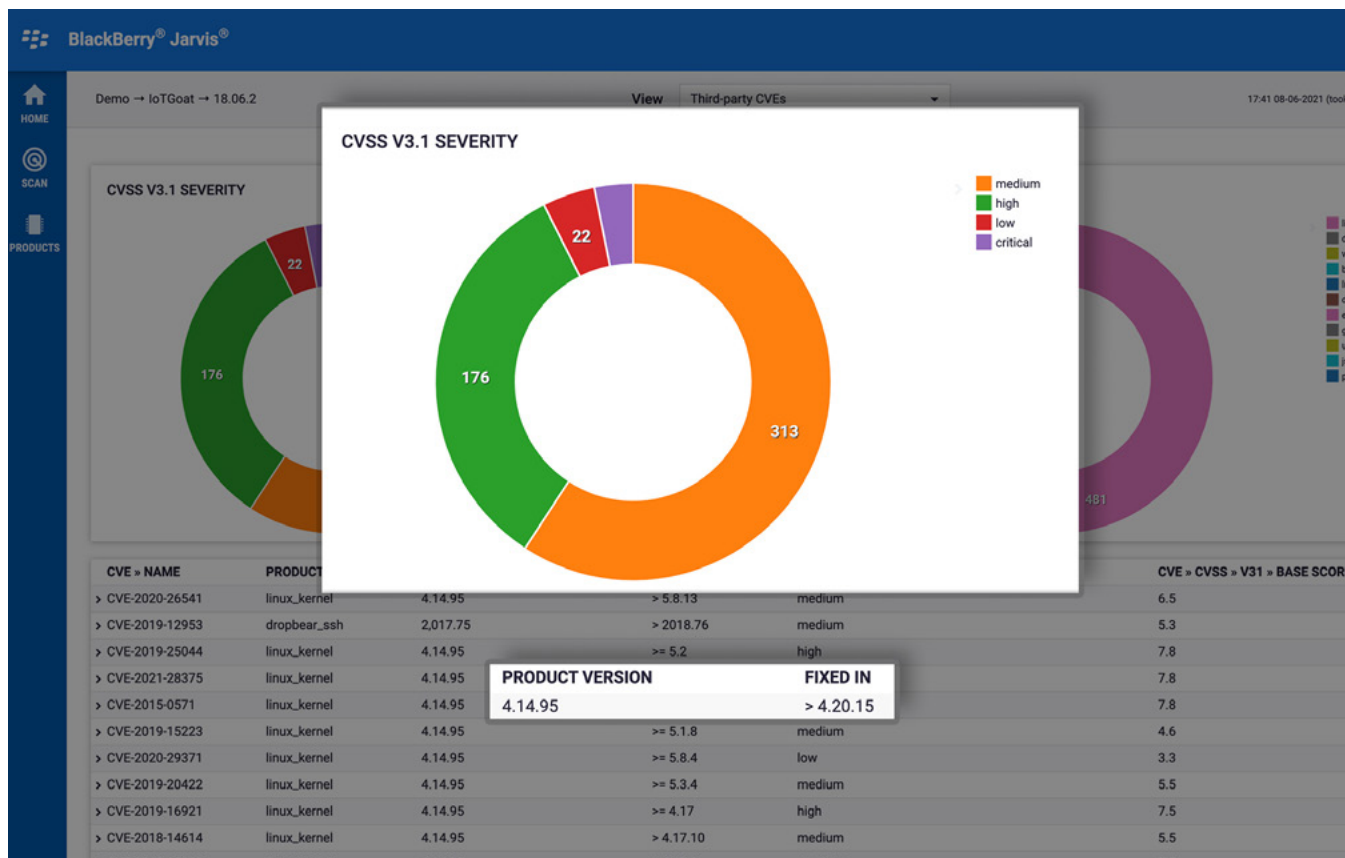 BlackBerry® Jarvis®
HOME
SCAN
PRODUCTS
Demo → IoTGoat → 18.06.2
View Third-party CVEs
17:41 08-06-2021 (tool
CVSS V3.1 SEVERITY
22
176
CVSS V3.1 SEVERITY
22
176
313
medium
high
low
critical
481
CVE » NAME PRODUCT CVE » CVSS » V31 » BASE SCOR
> CVE-2020-26541 linux_kernel 4.14.95 > 5.8.13 medium 6.5
> CVE-2019-12953 dropbear_ssh 2,017.75 > 2018.76 medium 5.3
> CVE-2019-25044 linux_kernel 4.14.95 >= 5.2 high 7.8
> CVE-2021-28375 linux_kernel 4.14.95 7.8
> CVE-2015-0571 linux_kernel 4.14.95 7.8
PRODUCT VERSION FIXED IN
4.14.95 > 4.20.15
> CVE-2019-15223 linux_kernel 4.14.95 >= 5.1.8 medium 4.6
> CVE-2020-29371 linux_kernel 4.14.95 >= 5.8.4 low 3.3
> CVE-2019-20422 linux_kernel 4.14.95 >= 5.3.4 medium 5.5
> CVE-2019-16921 linux_kernel 4.14.95 >= 4.17 high 7.5
> CVE-2018-14614 linux_kernel 4.14.95 > 4.17.10 medium 5.5